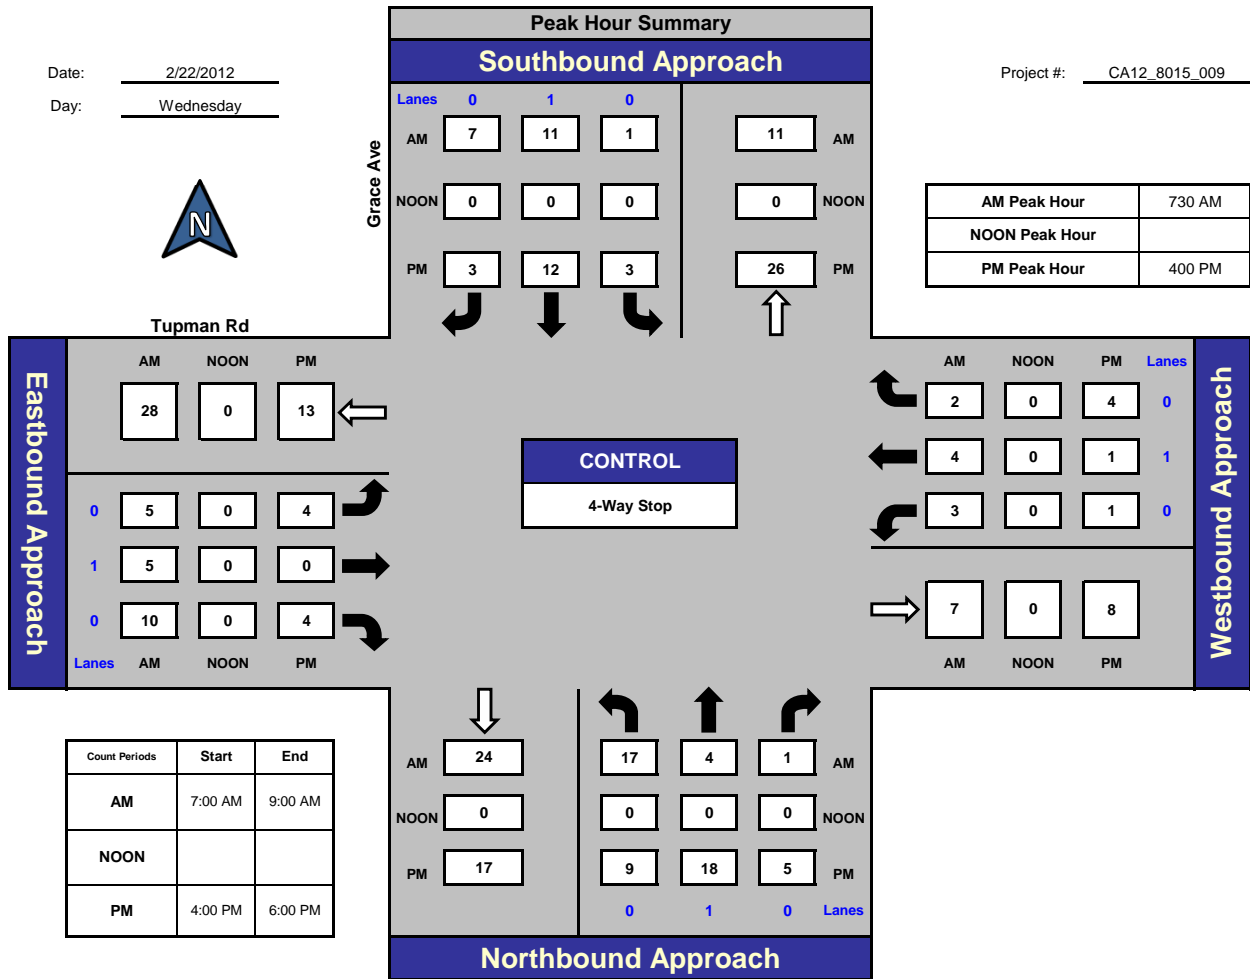 Peak Hour Summary
Southbound Approach
Date: 2/22/2012
Project #: CA12_8015_009
Day: Wednesday
Lanes 0 1 0
AM 7 11 1 11 AM
Grace Ave
NOON 0 0 0 0 NOON
N
AM Peak Hour 730 AM
NOON Peak Hour
PM Peak Hour 400 PM
PM 3 12 3 26 PM
Tupman Rd
Eastbound Approach
AM NOON PM
28 0 13
0 5 0 4
1 5 0 0
0 10 0 4
Lanes AM NOON PM
CONTROL
4-Way Stop
AM NOON PM Lanes
2 0 4 0
4 0 1 1
3 0 1 0
7 0 8
AM NOON PM
Westbound Approach
Count Periods Start End
AM 7:00 AM 9:00 AM
NOON
PM 4:00 PM 6:00 PM
AM 24 17 4 1 AM
NOON 0 0 0 0 NOON
PM 17 9 18 5 PM
0 1 0 Lanes
Northbound Approach